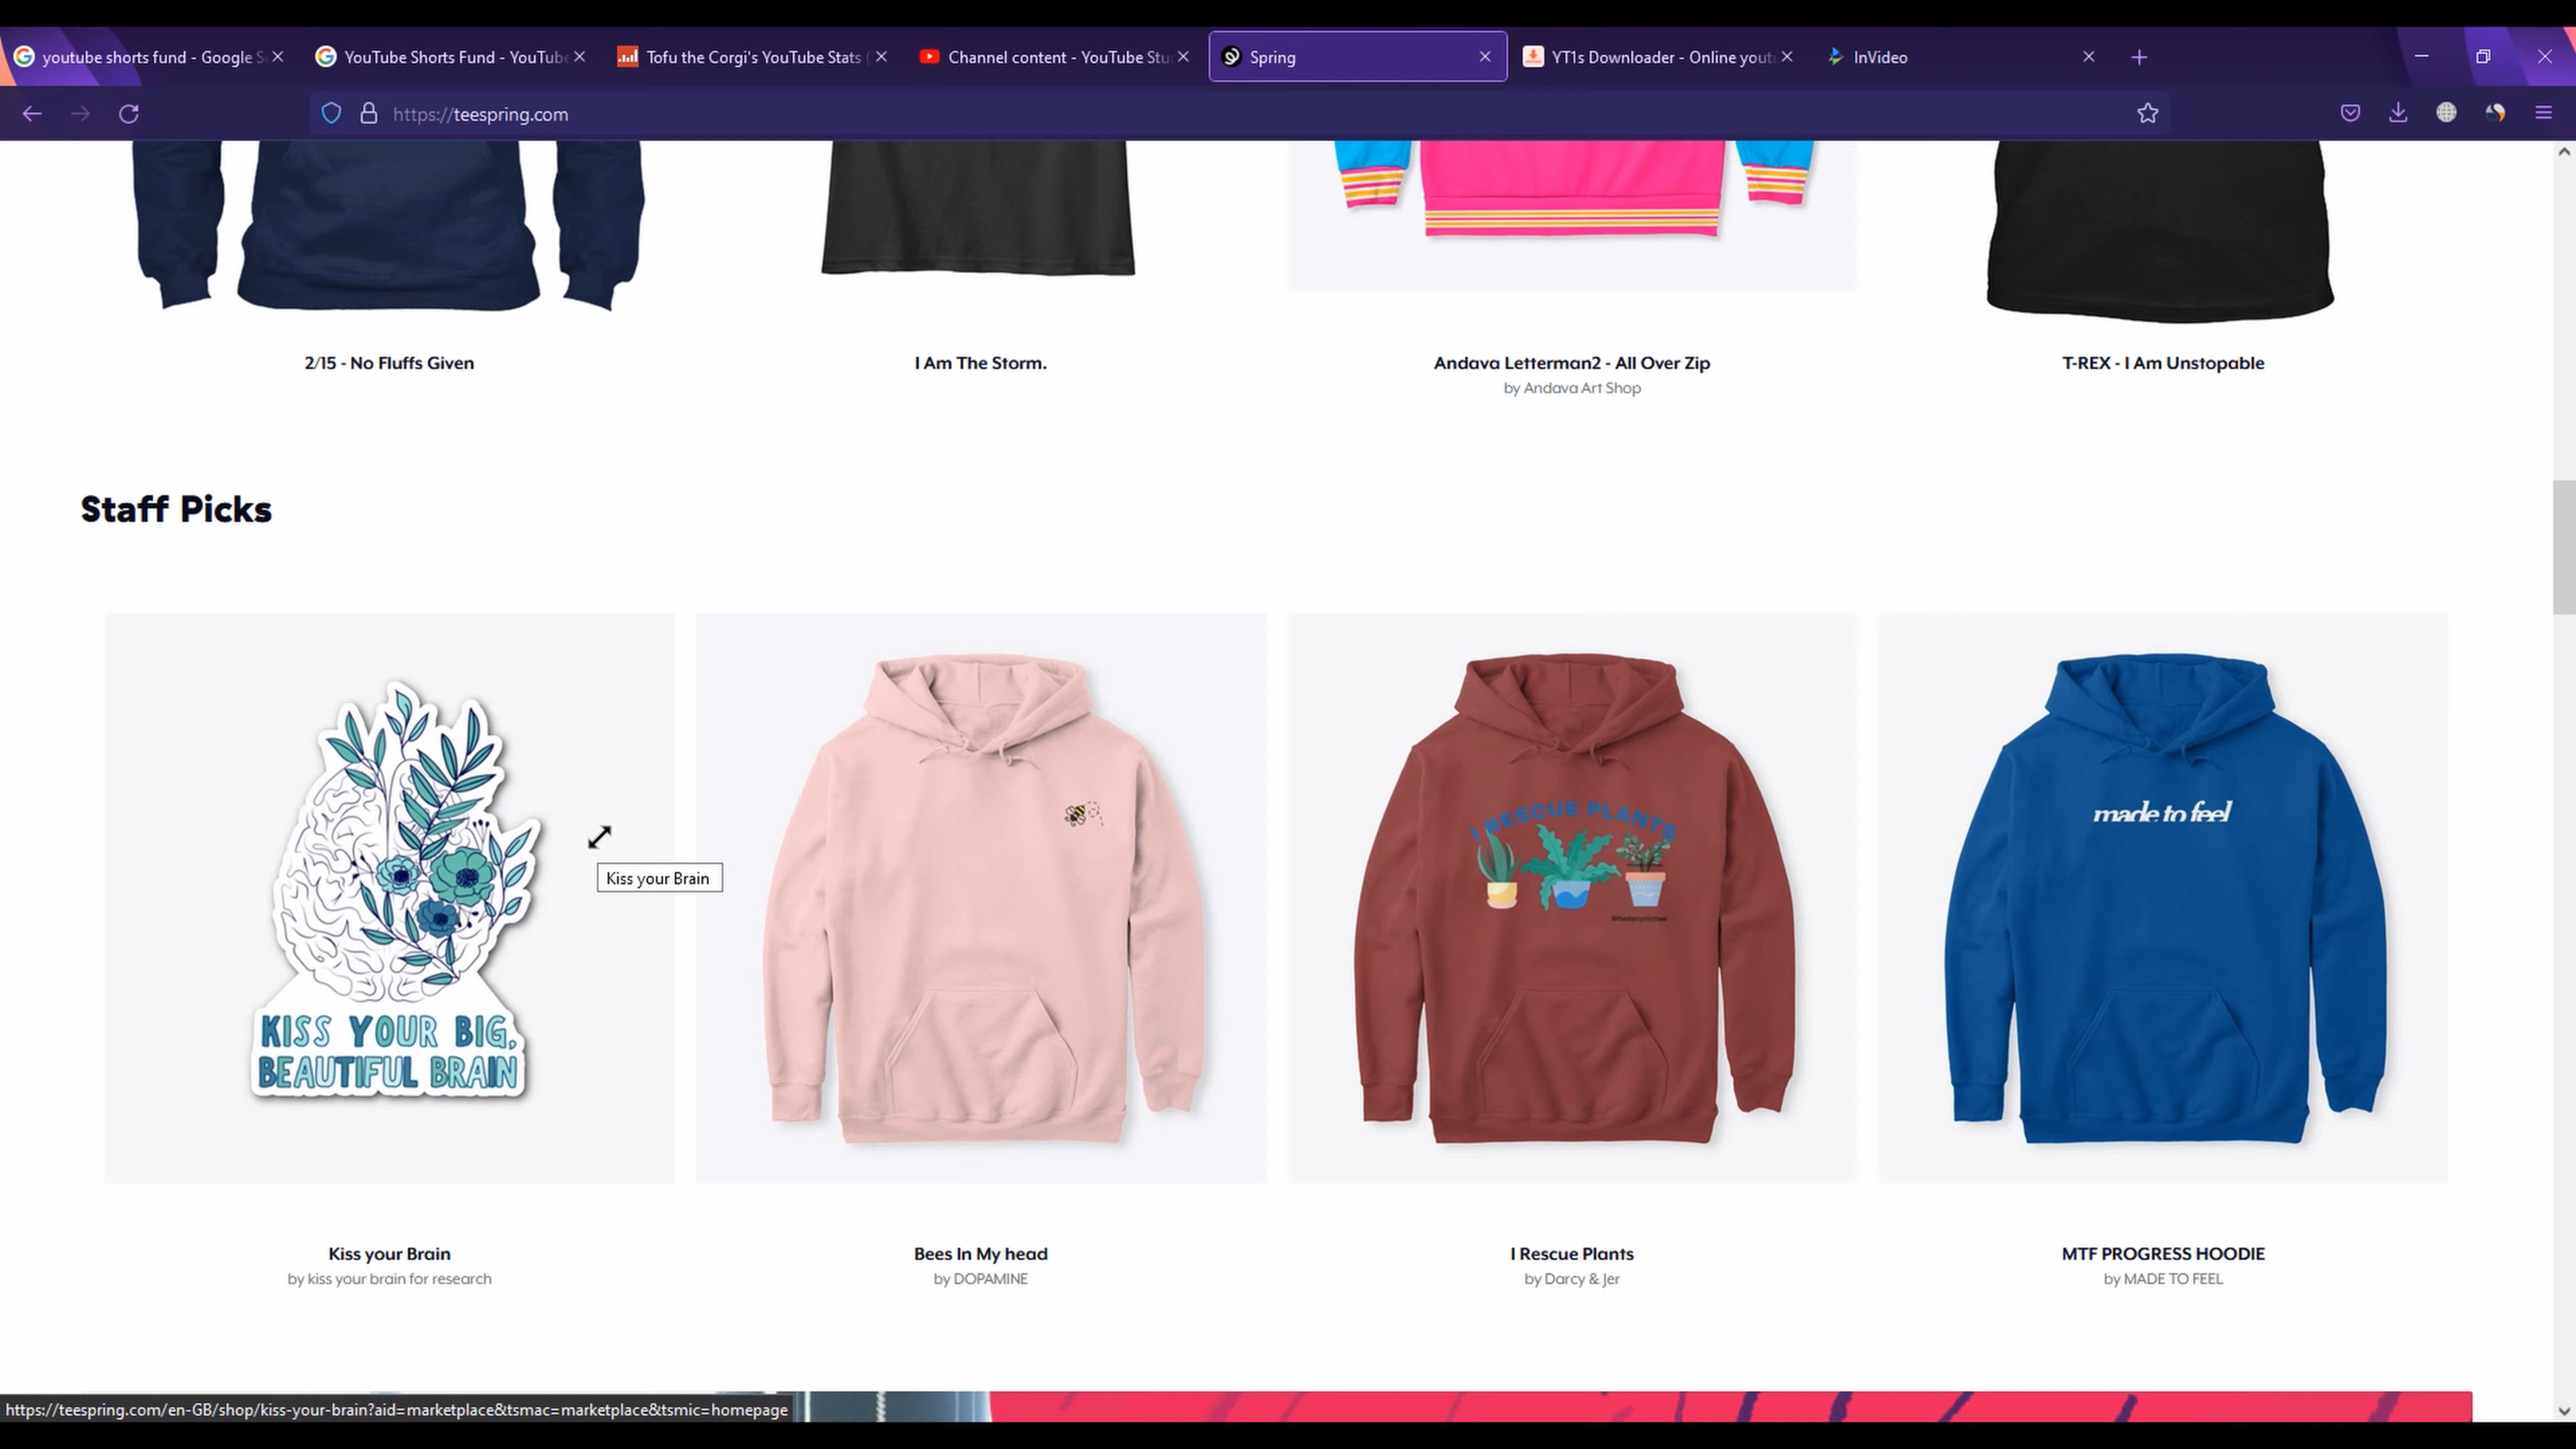 youtube shorts fund - Google S
YouTube Shorts Fund - YouTube
Tofu the Corgi's YouTube Stats (
Channel content - YouTube Stu
Spring
YT1s Downloader - Online yout
InVideo
https://teespring.com
2/15 - No Fluffs Given
I Am The Storm.
Andava Letterman2 - All Over Zip
by Andava Art Shop
T-REX - I Am Unstopable
Staff Picks
KISS YOUR BIG,
BEAUTIFUL BRAIN
Kiss your Brain
I RESCUE PLANTS
@thedarcymichael
made to feel
Kiss your Brain
by kiss your brain for research
Bees In My head
by DOPAMINE
I Rescue Plants
by Darcy & Jer
MTF PROGRESS HOODIE
by MADE TO FEEL
https://teespring.com/en-GB/shop/kiss-your-brain?aid=marketplace&tsmac=marketplace&tsmic=homepage